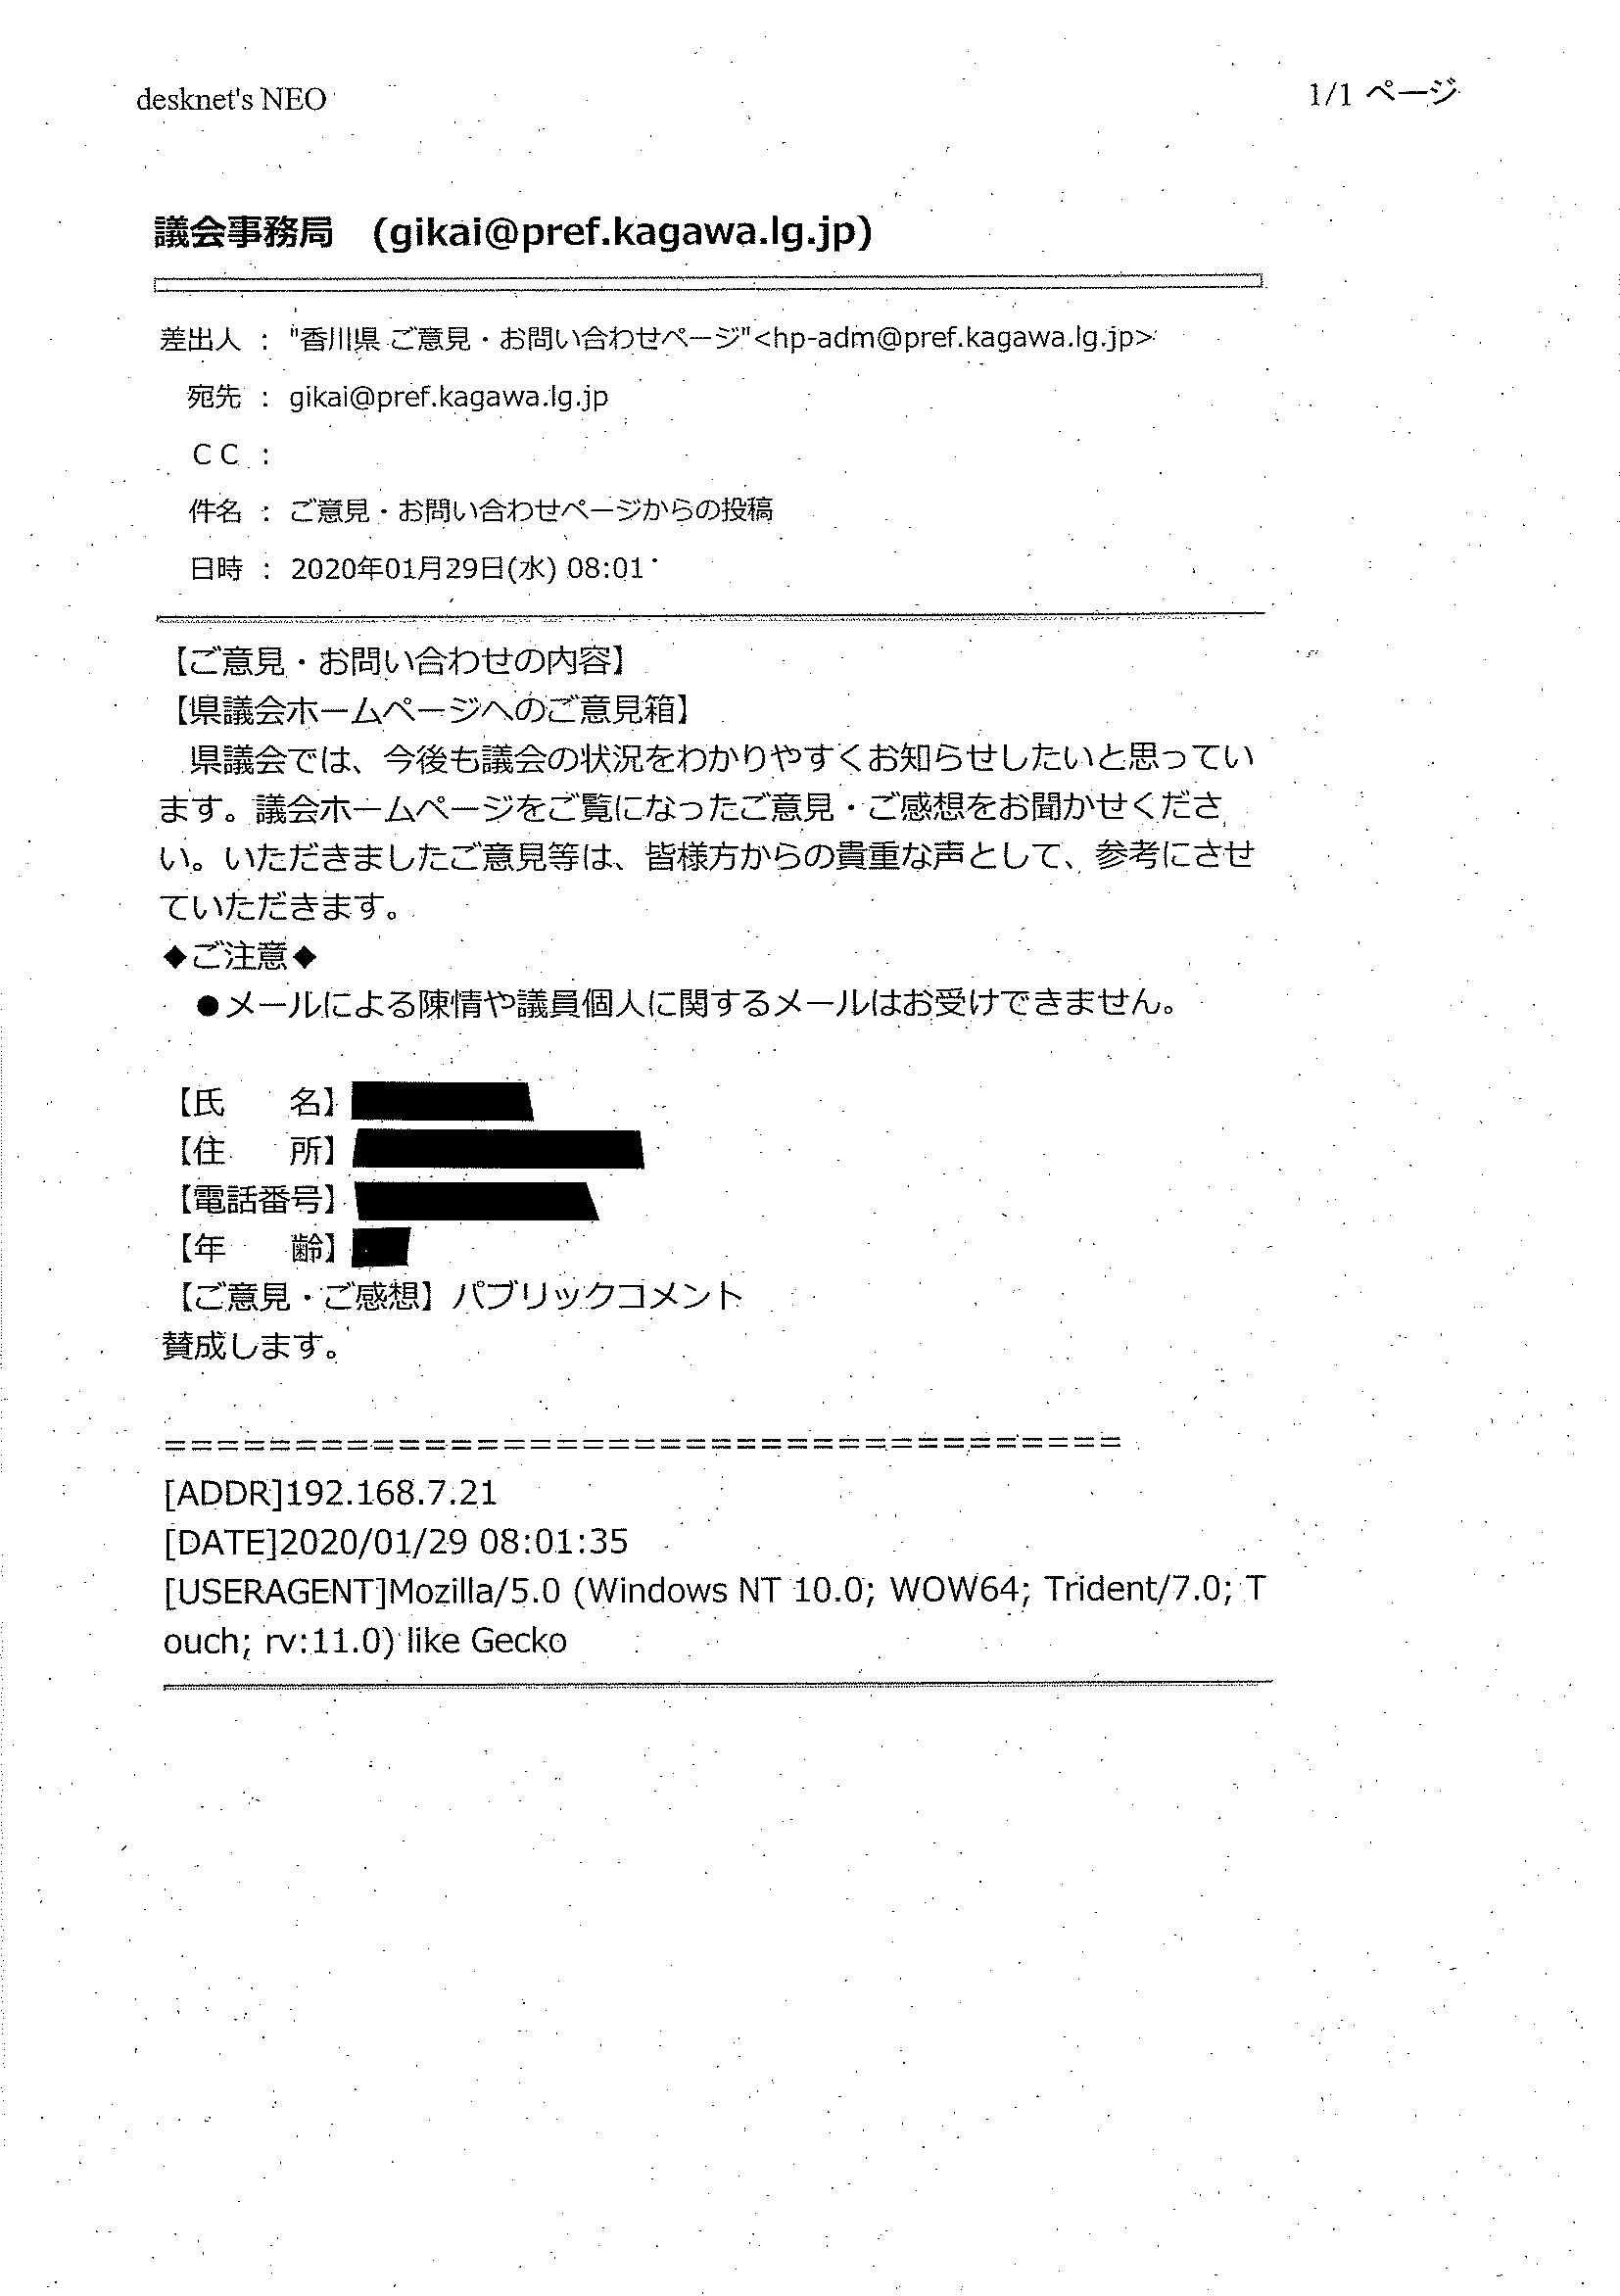 desknet's NEO
1/1 ページ
議会事務局　(gikai@pref.kagawa.lg.jp)
差出人 : "香川県 ご意見・お問い合わせページ"<hp-adm@pref.kagawa.lg.jp>
宛先 : gikai@pref.kagawa.lg.jp
ＣＣ :
件名 : ご意見・お問い合わせページからの投稿
日時 : 2020年01月29日(水) 08:01
【ご意見・お問い合わせの内容】
【県議会ホームページへのご意見箱】
　県議会では、今後も議会の状況をわかりやすくお知らせしたいと思ってい
ます。議会ホームページをご覧になったご意見・ご感想をお聞かせくださ
い。いただきましたご意見等は、皆様方からの貴重な声として、参考にさせ
ていただきます。
◆ご注意◆
　●メールによる陳情や議員個人に関するメールはお受けできません。
【氏　　名】
【住　　所】
【電話番号】
【年　　齢】
【ご意見・ご感想】パブリックコメント
賛成します。
=====================================
[ADDR]192.168.7.21
[DATE]2020/01/29 08:01:35
[USERAGENT]Mozilla/5.0 (Windows NT 10.0; WOW64; Trident/7.0; T
ouch; rv:11.0) like Gecko